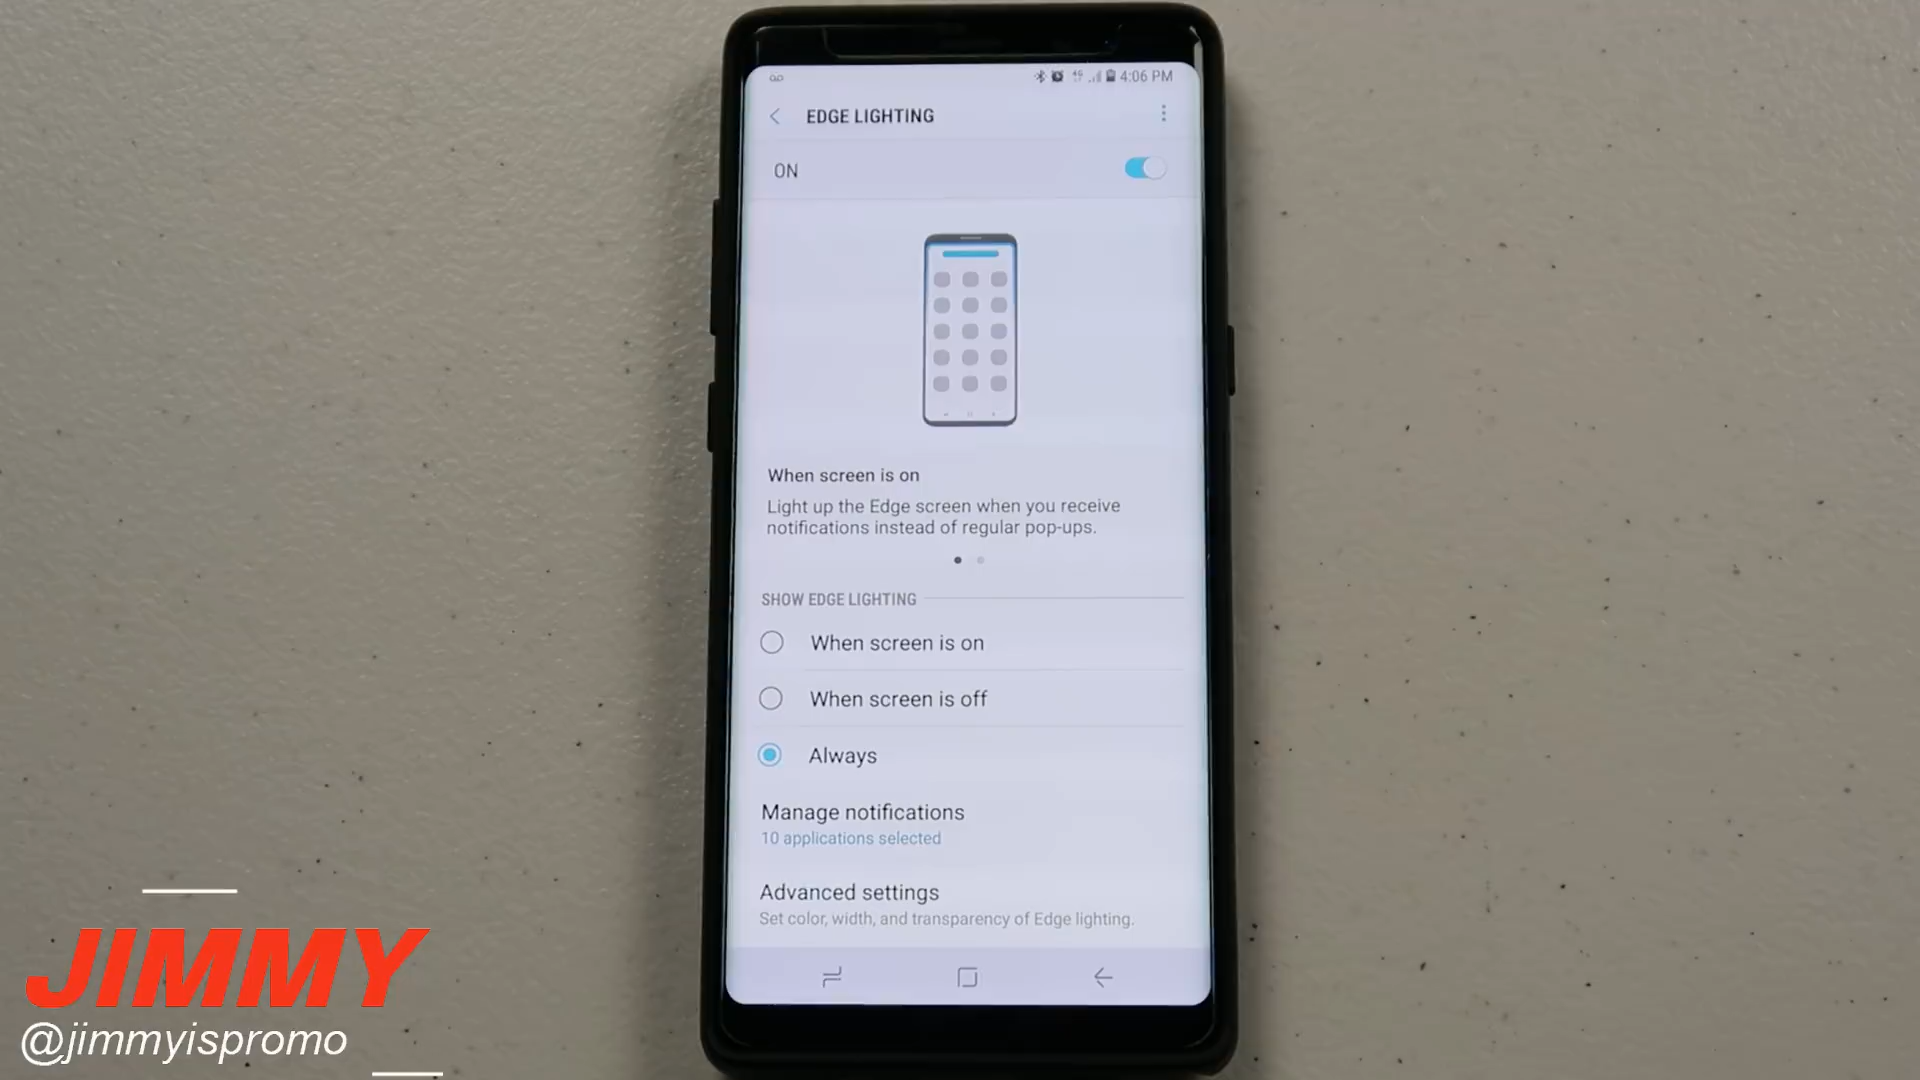 4:06 PM
EDGE LIGHTING
ON
When screen is on
Light up the Edge screen when you receive
notifications instead of regular pop-ups.
SHOW EDGE LIGHTING
When screen is on
When screen is off
Always
Manage notifications
10 applications selected
Advanced settings
Set color, width, and transparency of Edge lighting.
JIMMY
@jimmyispromo